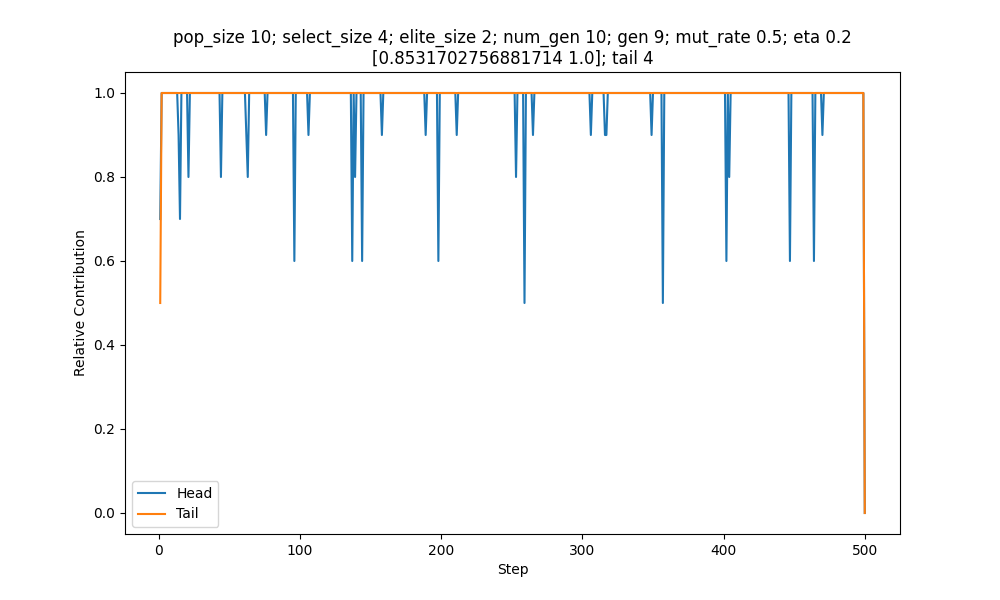 pop_size 10; select_size 4; elite_size 2; num_gen 10; gen 9; mut_rate 0.5; eta 0.2
[0.8531702756881714 1.0]; tail 4
1.0
0.8
0.6
0.4
0.2
0.0
Relative Contribution
Head
Tail
0
100
200
300
400
500
Step